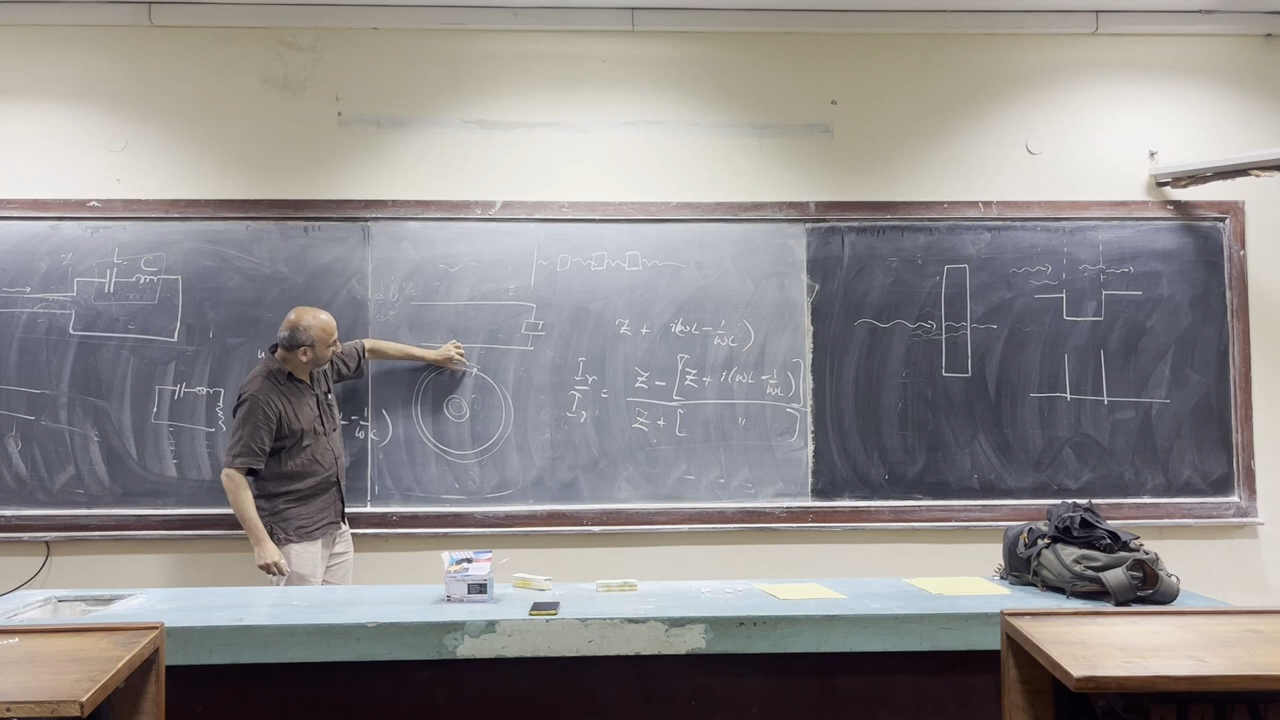 L C
Z
Z + i(ωL - 1/ωC)
I_r/I_i = Z - [Z + i(ωL - 1/ωC)] / Z + [ " ]
- 1/ωC)